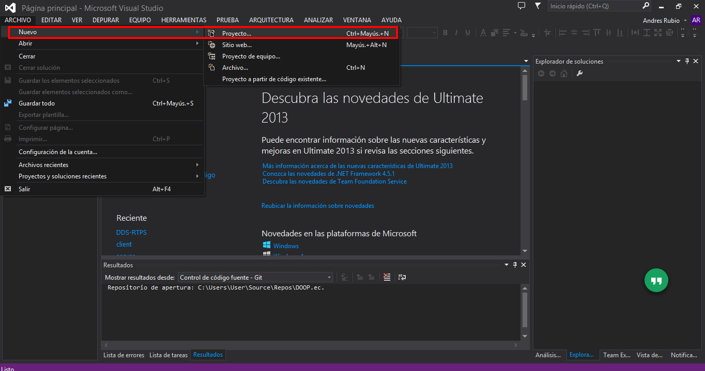 Página principal - Microsoft Visual Studio
Inicio rápido (Ctrl+Q)
ARCHIVO EDITAR VER DEPURAR EQUIPO HERRAMIENTAS PRUEBA ARQUITECTURA ANALIZAR VENTANA AYUDA
Andres Rubio AR
Nuevo
Proyecto... Ctrl+Mayús.+N
Abrir
Sitio web... Mayús.+Alt+N
Cerrar
Proyecto de equipo...
Cerrar solución
Archivo... Ctrl+N
Guardar los elementos seleccionados Ctrl+S
Proyecto a partir de código existente...
Guardar elementos seleccionados como...
Guardar todo Ctrl+Mayús.+S
Exportar plantilla...
Configurar página...
Imprimir... Ctrl+P
Configuración de la cuenta...
Archivos recientes
Proyectos y soluciones recientes
Salir Alt+F4
Explorador de soluciones
Descubra las novedades de Ultimate
2013
Puede encontrar información sobre las nuevas características y
mejoras en Ultimate 2013 si revisa las secciones siguientes.
Más información acerca de las nuevas características de Ultimate 2013
Conozca las novedades de .NET Framework 4.5.1
Descubra las novedades de Team Foundation Service
Reubicar la información sobre novedades
Reciente
DDS-RTPS
client
Novedades en las plataformas de Microsoft
Windows
Resultados
Mostrar resultados desde: Control de código fuente - Git
Repositorio de apertura: C:\Users\User\Source\Repos\DOOP.ec.
Lista de errores Lista de tareas Resultados
Análisis... Explora... Team Ex... Vista de... Notifica...
Listo